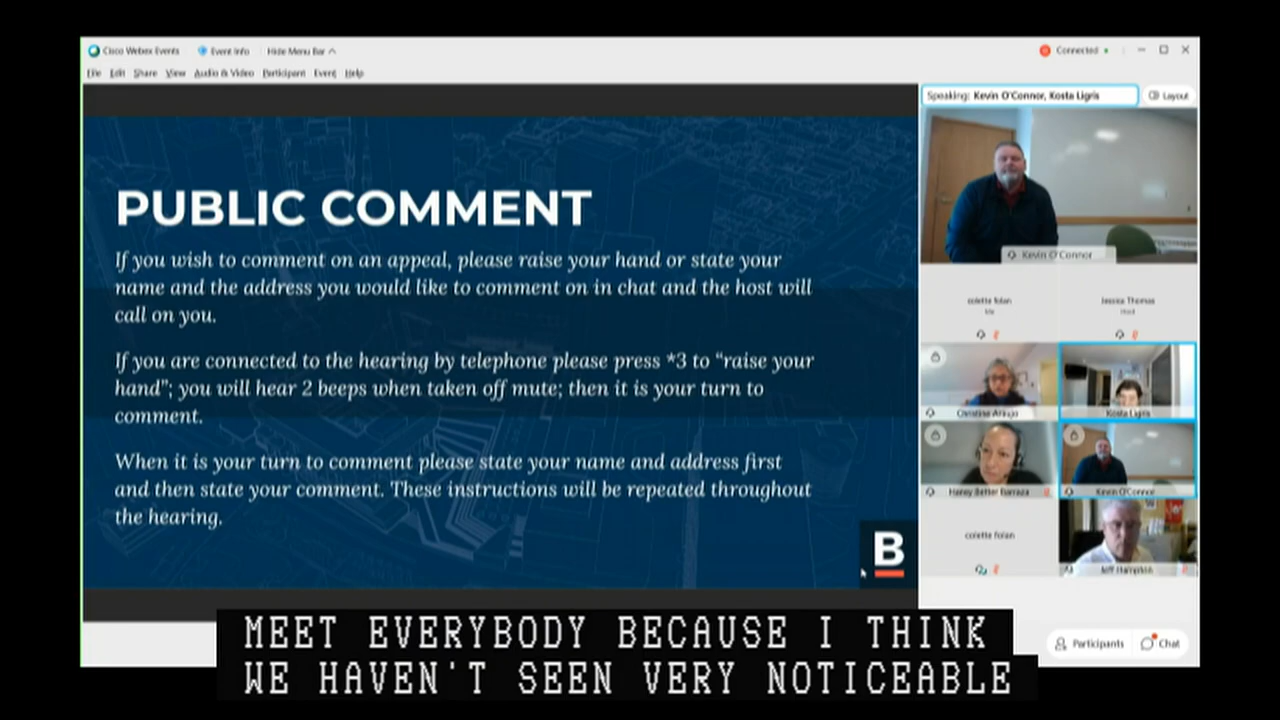 Cisco Webex Events
Event Info
Hide Menu Bar
Connected
File Edit Share View Audio & Video Participant Event Help
Speaking: Kevin O'Connor, Kosta Ligris
Layout
PUBLIC COMMENT
If you wish to comment on an appeal, please raise your hand or state your
name and the address you would like to comment on in chat and the host will
call on you.
If you are connected to the hearing by telephone please press *3 to “raise your
hand”; you will hear 2 beeps when taken off mute; then it is your turn to
comment.
When it is your turn to comment please state your name and address first
and then state your comment. These instructions will be repeated throughout
the hearing.
B
Kevin O'Connor
colette folan
Me
Jessica Thomas
Host
Christine Araujo
Kosta Ligris
Hansy Better Barraza
Kevin O'Connor
colette folan
Jeff Hampton
Participants
Chat
MEET EVERYBODY BECAUSE I THINK
WE HAVEN'T SEEN VERY NOTICEABLE